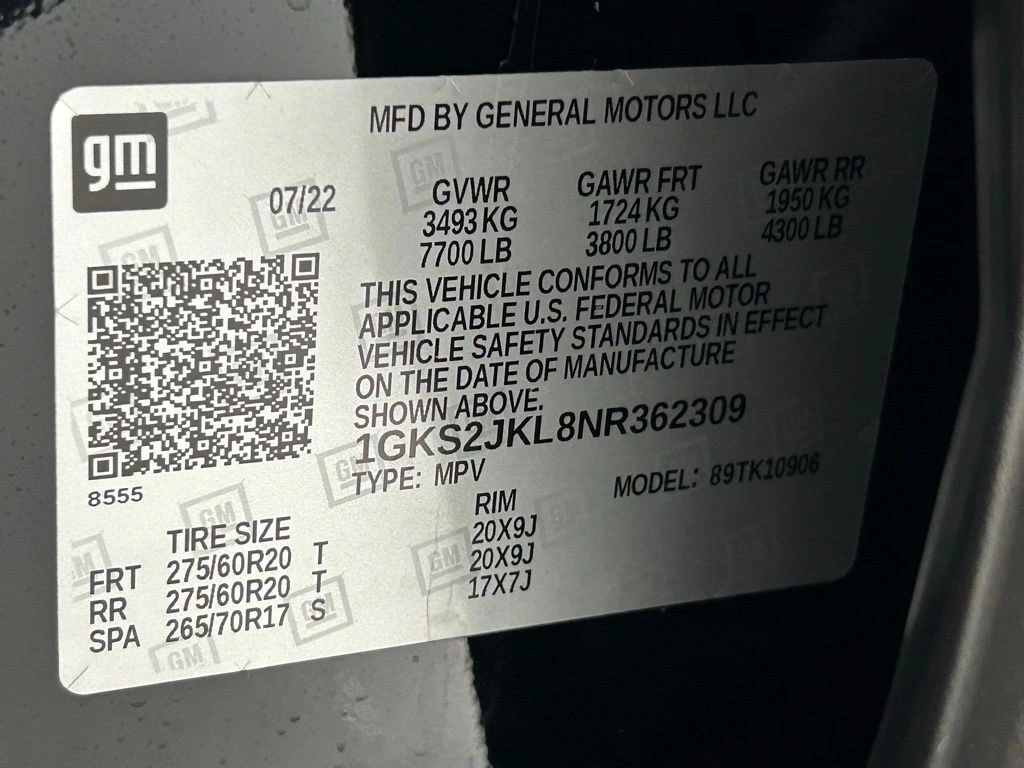 gm
MFD BY GENERAL MOTORS LLC
07/22
GVWR GAWR FRT GAWR RR
3493 KG 1724 KG 1950 KG
7700 LB 3800 LB 4300 LB
THIS VEHICLE CONFORMS TO ALL
APPLICABLE U.S. FEDERAL MOTOR
VEHICLE SAFETY STANDARDS IN EFFECT
ON THE DATE OF MANUFACTURE
SHOWN ABOVE.
1GKS2JKL8NR362309
TYPE: MPV MODEL: 89TK10906
8555
TIRE SIZE RIM
FRT 275/60R20 T 20X9J
RR 275/60R20 T 20X9J
SPA 265/70R17 S 17X7J